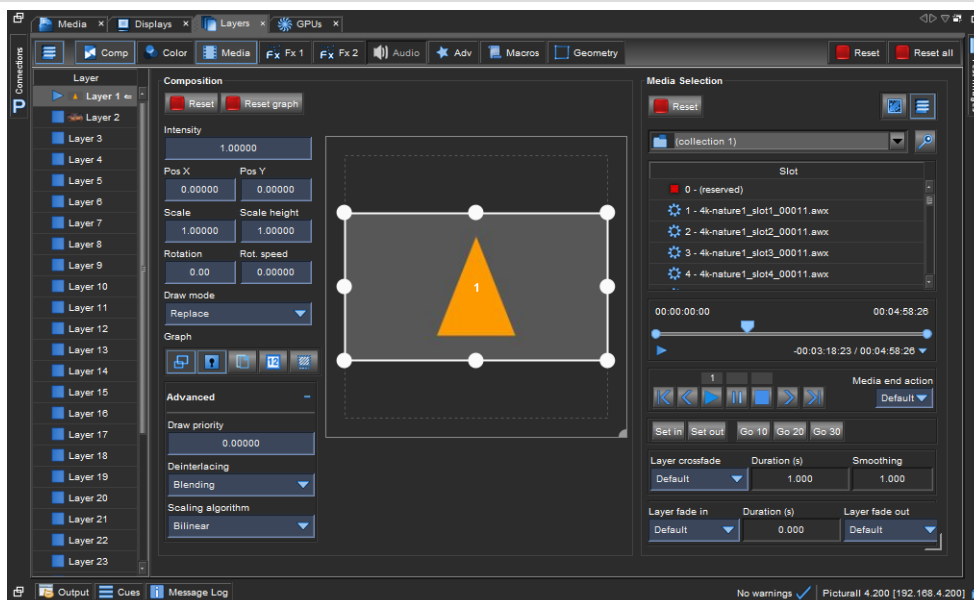 Media × Displays × Layers × GPUs ×
Connections
Comp Color Media Fx Fx 1 Fx Fx 2 Audio Adv Macros Geometry Reset Reset all
P
Layer
Layer 1
Layer 2
Layer 3
Layer 4
Layer 5
Layer 6
Layer 7
Layer 8
Layer 9
Layer 10
Layer 11
Layer 12
Layer 13
Layer 14
Layer 15
Layer 16
Layer 17
Layer 18
Layer 19
Layer 20
Layer 21
Layer 22
Layer 23
Composition
Reset Reset graph
Intensity
1.00000
Pos X Pos Y
0.00000 0.00000
Scale Scale height
1.00000 1.00000
Rotation Rot. speed
0.00 0.00000
Draw mode
Replace
Graph
12
Advanced −
Draw priority
0.00000
Deinterlacing
Blending
Scaling algorithm
Bilinear
1
Media Selection
Reset
(collection 1)
Slot
0 - (reserved)
1 - 4k-nature1_slot1_00011.awx
2 - 4k-nature1_slot2_00011.awx
3 - 4k-nature1_slot3_00011.awx
4 - 4k-nature1_slot4_00011.awx
00:00:00:00 00:04:58:26
-00:03:18:23 / 00:04:58:26
1
Media end action
Default
Set in Set out Go 10 Go 20 Go 30
Layer crossfade Duration (s) Smoothing
Default 1.000 1.000
Layer fade in Duration (s) Layer fade out
Default 0.000 Default
Output Cues Message Log
No warnings Picturall 4.200 [192.168.4.200]